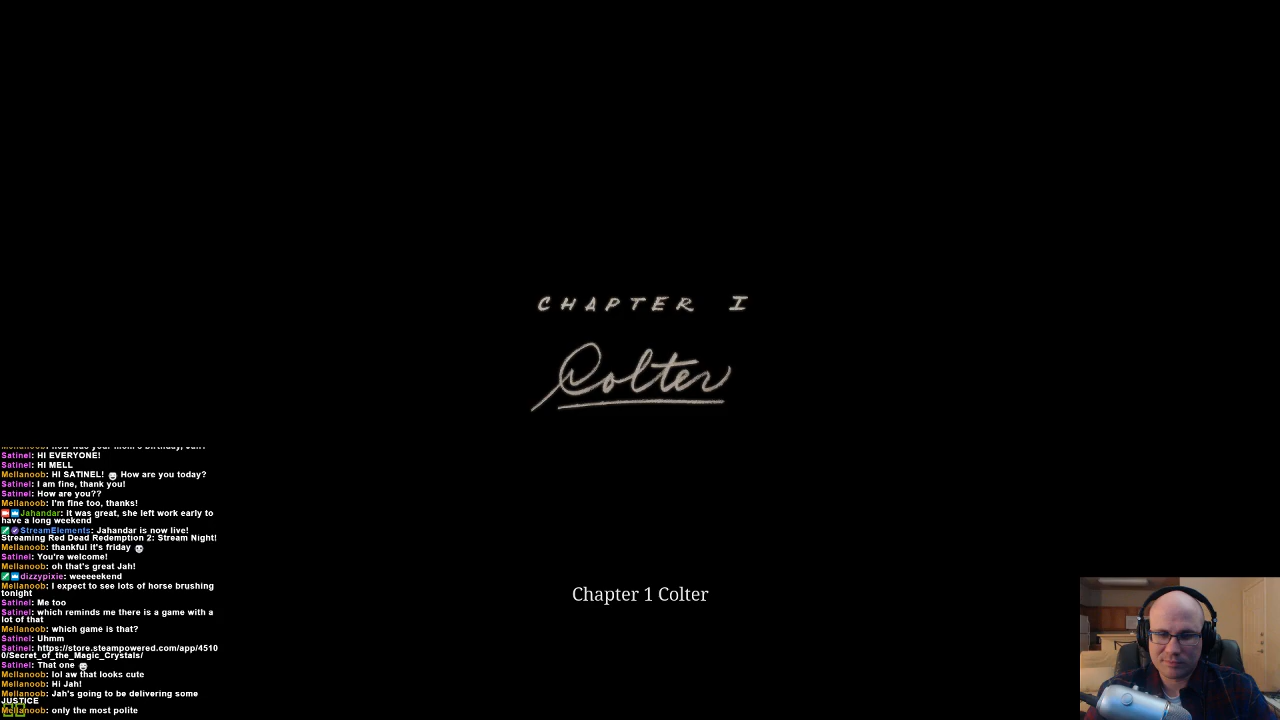 CHAPTER I
Colter
Satinel: HI EVERYONE!
Satinel: HI MELL
Mellanoob: HI SATINEL! How are you today?
Satinel: I am fine, thank you!
Satinel: How are you??
Mellanoob: I'm fine too, thanks!
Jahandar: It was great, she left work early to
have a long weekend
StreamElements: Jahandar is now live!
Streaming Red Dead Redemption 2: Stream Night!
Mellanoob: thankful it's friday
Satinel: You're welcome!
Mellanoob: oh that's great Jah!
dizzypixie: weeeeekend
Mellanoob: I expect to see lots of horse brushing
tonight
Satinel: Me too
Satinel: which reminds me there is a game with a
lot of that
Mellanoob: which game is that?
Satinel: Uhmm
Satinel: https://store.steampowered.com/app/4510
0/Secret_of_the_Magic_Crystals/
Satinel: That one
Mellanoob: lol aw that looks cute
Mellanoob: Hi Jah!
Mellanoob: Jah's going to be delivering some
JUSTICE
Mellanoob: only the most polite
Chapter 1 Colter